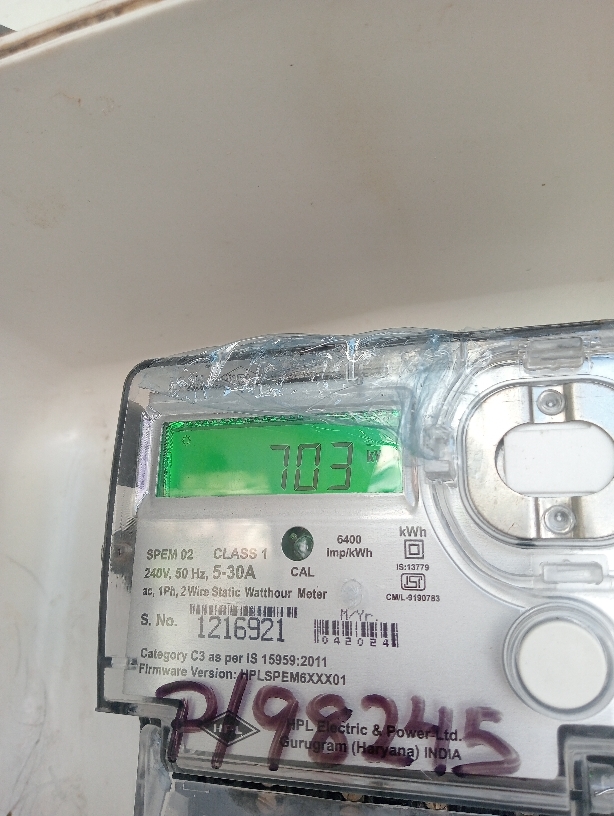 703 k
SPEM 02 CLASS 1
240V, 50 Hz, 5-30A
CAL
6400
Imp/kWh
kWh
IS:13779
CM/L-9190783
ac, 1Ph, 2 Wire Static Watthour Meter
S. No. 1216921
M/Yr.
042024
Category C3 as per IS 15959:2011
Firmware Version: HPLSPEM6XXX01
HPL
HPL Electric & Power Ltd.
Gurugram (Haryana) INDIA